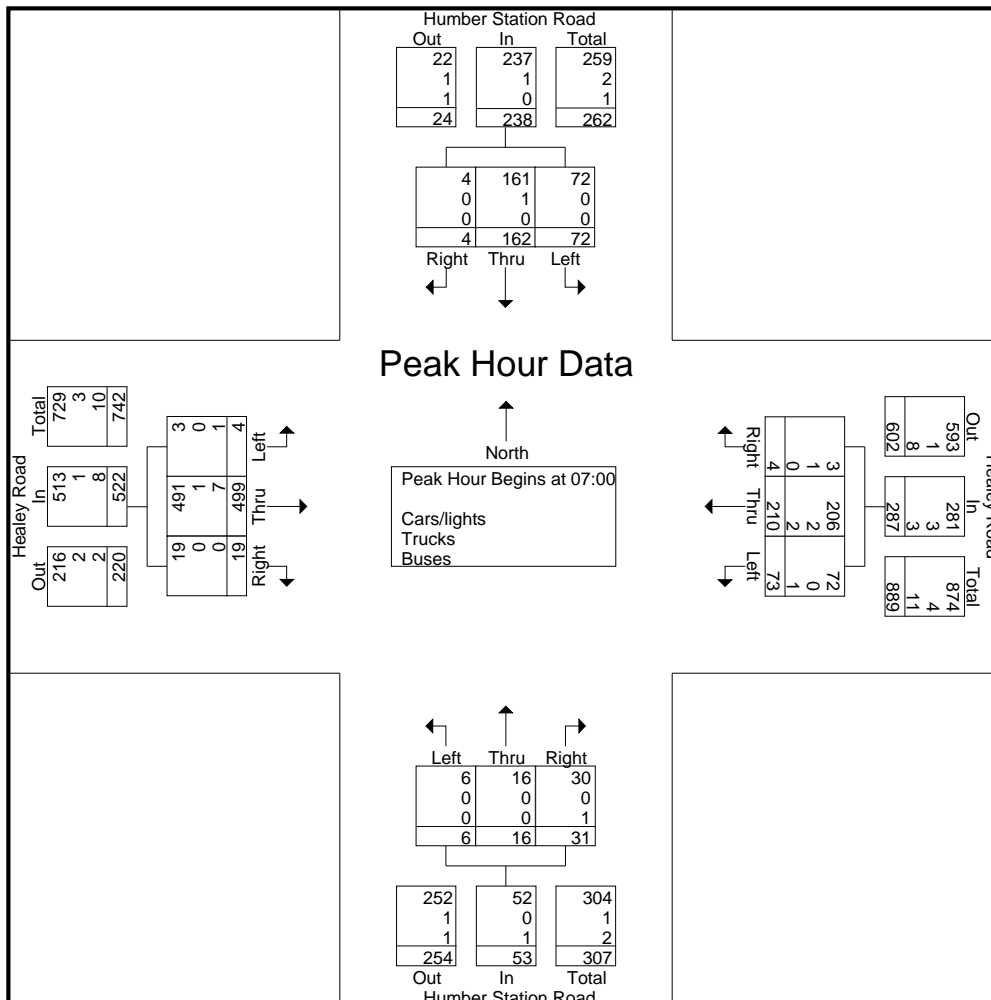 Humber Station Road
Out In Total
22 237 259
1 1 2
1 0 1
24 238 262
4 161 72
0 1 0
0 0 0
4 162 72
Right Thru Left
Peak Hour Data
North
Peak Hour Begins at 07:00
Cars/lights
Trucks
Buses
Healey Road
Out In Total
216 513 729
2 1 3
2 8 10
220 522 742
19 491 3
0 1 0
0 7 1
19 499 4
Right Thru Left
Healey Road
Out In Total
593 281 874
1 3 4
8 3 11
602 287 889
3 206 72
1 2 0
0 2 1
4 210 73
Right Thru Left
Left Thru Right
6 16 30
0 0 0
0 0 1
6 16 31
252 52 304
1 0 1
1 1 2
254 53 307
Out In Total
Humber Station Road